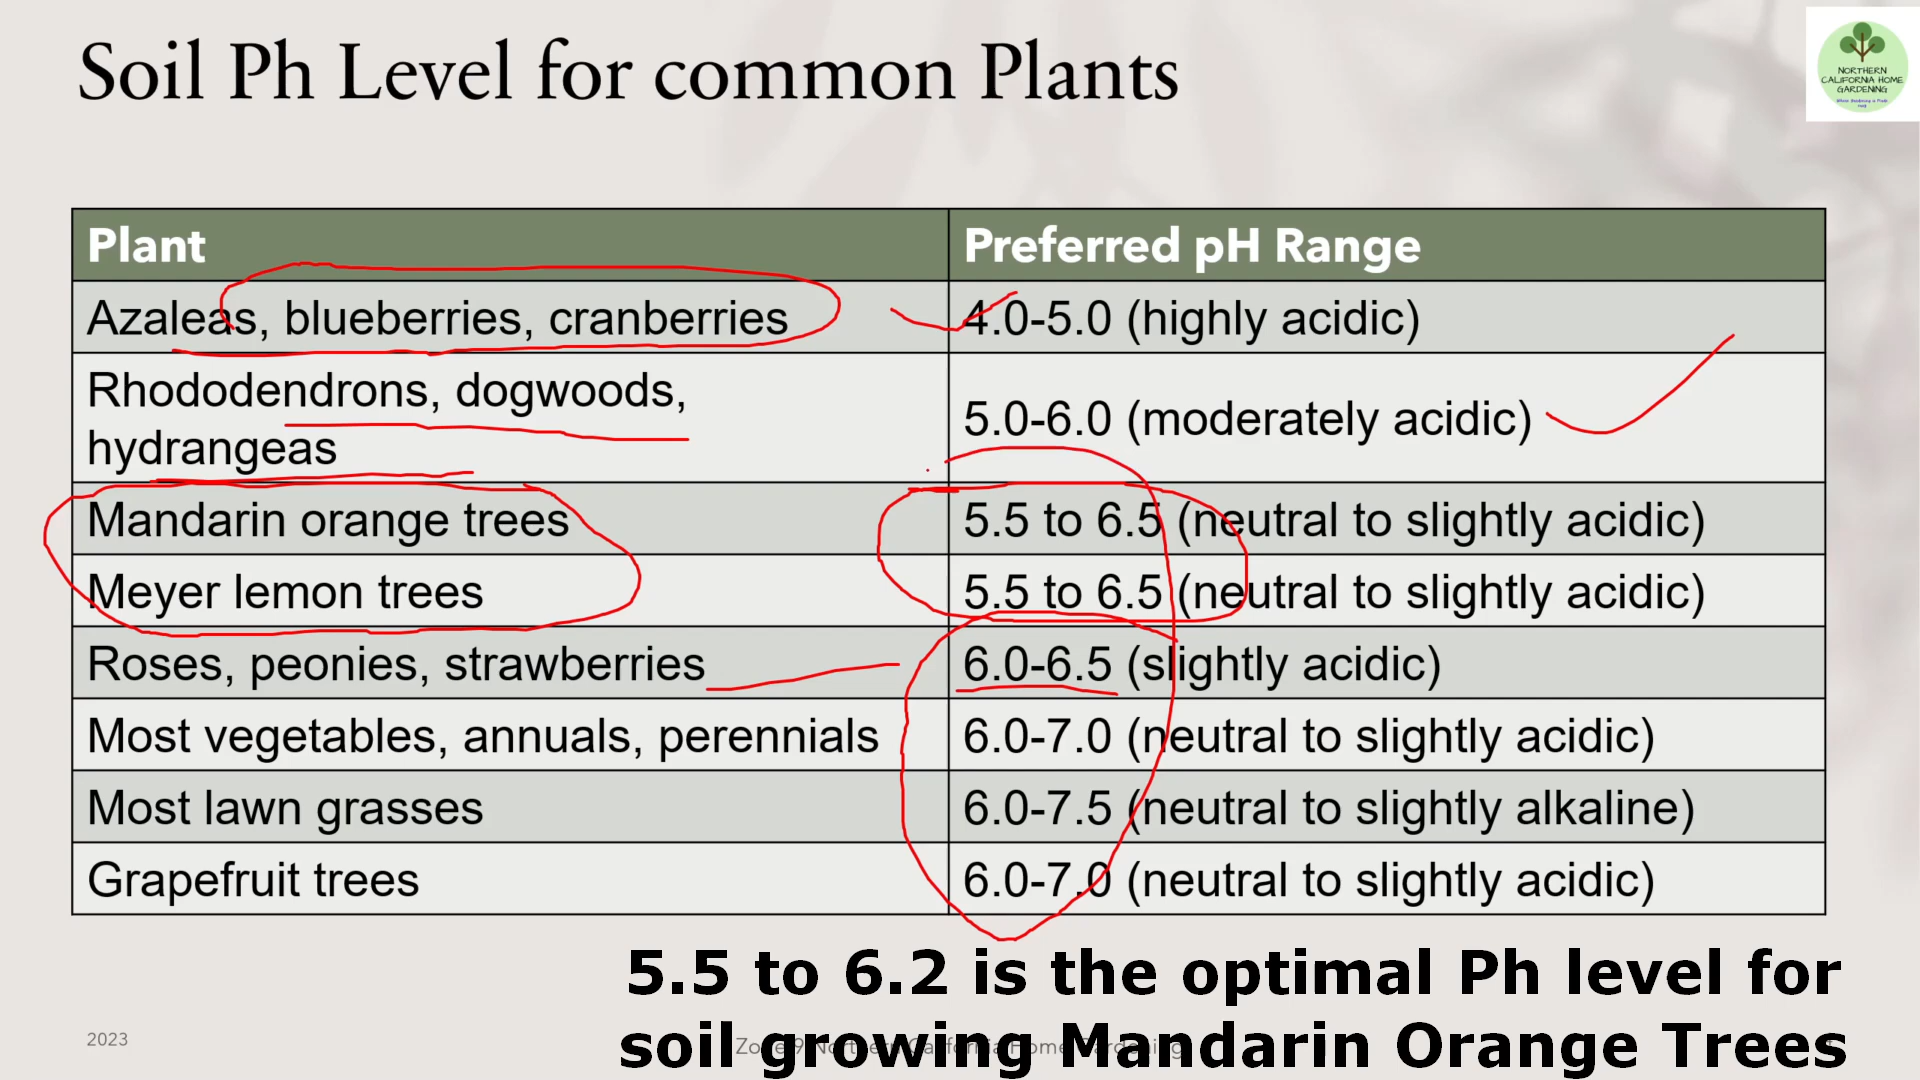 Soil Ph Level for common Plants
NORTHERN
CALIFORNIA HOME
GARDENING
Plant Preferred pH Range
Azaleas, blueberries, cranberries 4.0-5.0 (highly acidic)
Rhododendrons, dogwoods,
hydrangeas 5.0-6.0 (moderately acidic)
Mandarin orange trees 5.5 to 6.5 (neutral to slightly acidic)
Meyer lemon trees 5.5 to 6.5 (neutral to slightly acidic)
Roses, peonies, strawberries 6.0-6.5 (slightly acidic)
Most vegetables, annuals, perennials 6.0-7.0 (neutral to slightly acidic)
Most lawn grasses 6.0-7.5 (neutral to slightly alkaline)
Grapefruit trees 6.0-7.0 (neutral to slightly acidic)
5.5 to 6.2 is the optimal Ph level for
soil growing Mandarin Orange Trees
2023
Zone 9 Northern California Home Gardening